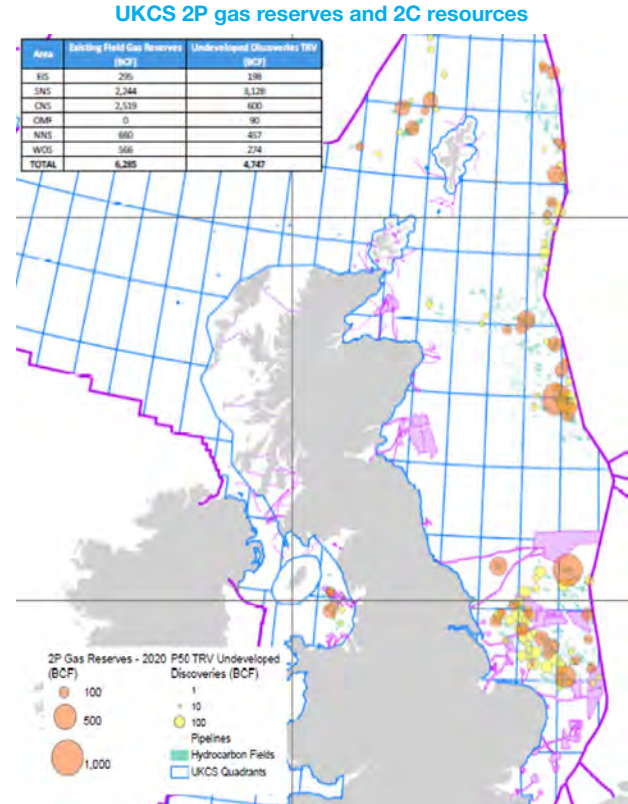 UKCS 2P gas reserves and 2C resources
Area Existing Field Gas Reserves (BCF) Undeveloped Discoveries TRV (BCF)
EIS 295 198
SNS 2,244 3,128
CNS 2,519 600
OMF 0 90
NNS 660 457
WOS 566 274
TOTAL 6,285 4,747
2P Gas Reserves - 2020 (BCF)
100
500
1,000
P50 TRV Undeveloped
Discoveries (BCF)
1
10
100
Pipelines
Hydrocarbon Fields
UKCS Quadrants